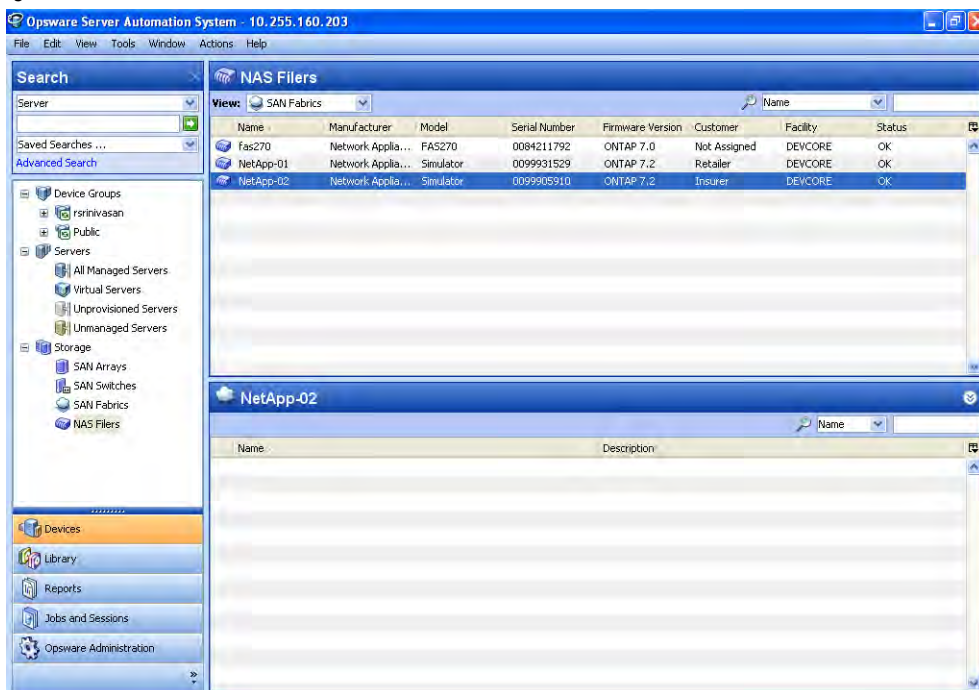 Opsware Server Automation System - 10.255.160.203
File Edit View Tools Window Actions Help
Search
Server
Saved Searches ...
Advanced Search
Device Groups
rsrinivasan
Public
Servers
All Managed Servers
Virtual Servers
Unprovisioned Servers
Unmanaged Servers
Storage
SAN Arrays
SAN Switches
SAN Fabrics
NAS Filers
Devices
Library
Reports
Jobs and Sessions
Opsware Administration
NAS Filers
View: SAN Fabrics Name
Name Manufacturer Model Serial Number Firmware Version Customer Facility Status
fas270 Network Applia... FAS270 0084211792 ONTAP 7.0 Not Assigned DEVCORE OK
NetApp-01 Network Applia... Simulator 0099931529 ONTAP 7.2 Retailer DEVCORE OK
NetApp-02 Network Applia... Simulator 0099905910 ONTAP 7.2 Insurer DEVCORE OK
NetApp-02
Name
Name Description